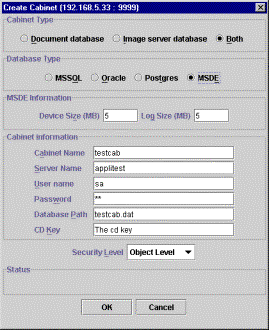 Create Cabinet (192.168.5.33 : 9999)
Cabinet Type
Document database Image server database Both
Database Type
MSSQL Oracle Postgres MSDE
MSDE Information
Device Size (MB) 5 Log Size (MB) 5
Cabinet information
Cabinet Name testcab
Server Name applitest
User name sa
Password **
Database Path testcab.dat
CD Key The cd key
Security Level Object Level
Status
OK Cancel